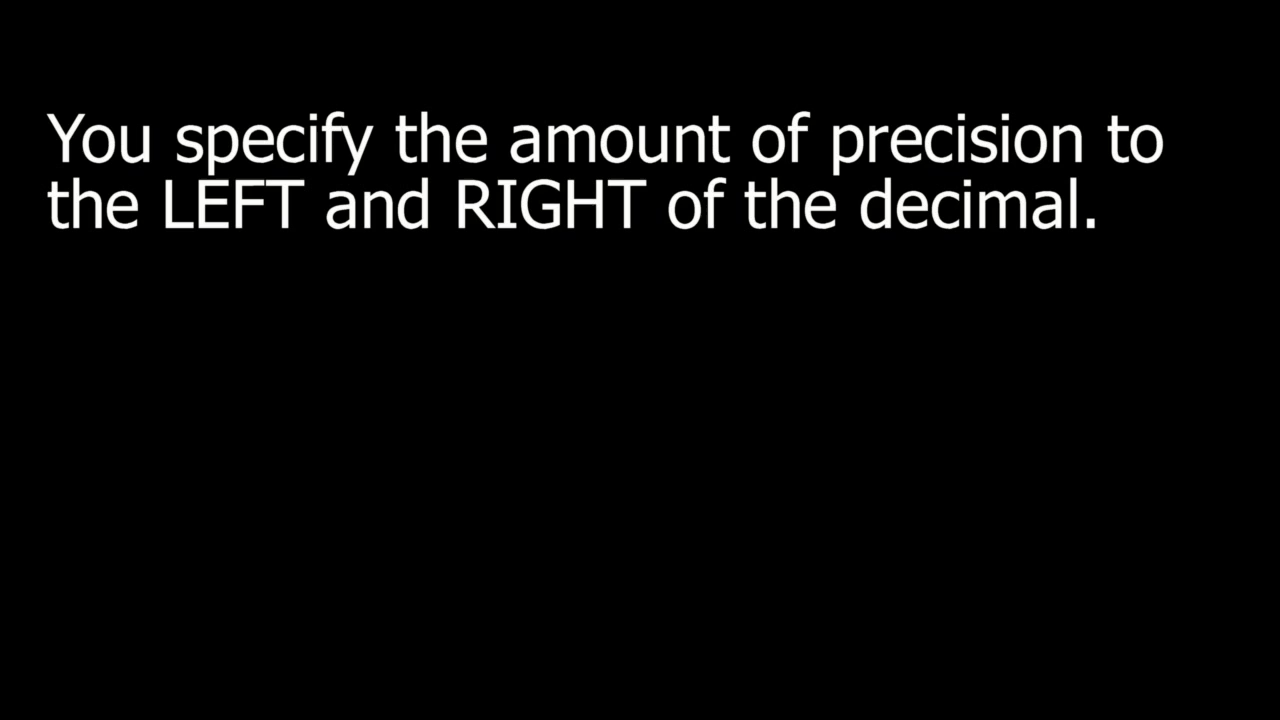 You specify the amount of precision to
the LEFT and RIGHT of the decimal.